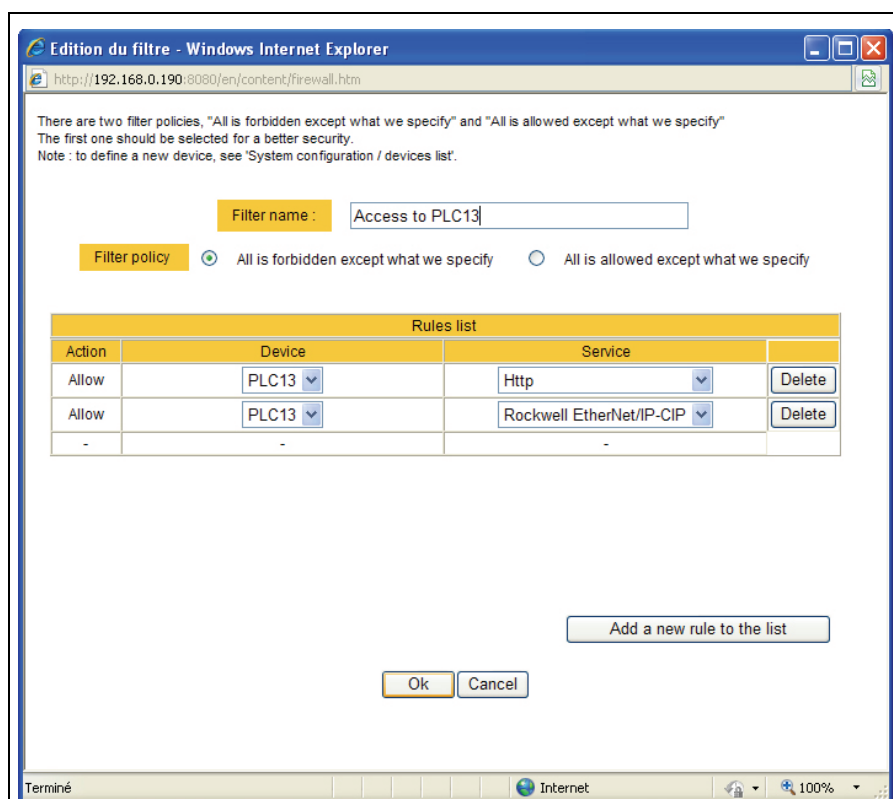 Edition du filtre - Windows Internet Explorer
http://192.168.0.190:8080/en/content/firewall.htm
There are two filter policies, "All is forbidden except what we specify" and "All is allowed except what we specify"
The first one should be selected for a better security.
Note : to define a new device, see 'System configuration / devices list'.
Filter name : Access to PLC13
Filter policy All is forbidden except what we specify All is allowed except what we specify
Rules list
Action Device Service
Allow PLC13 Http Delete
Allow PLC13 Rockwell EtherNet/IP-CIP Delete
- - -
Add a new rule to the list
Ok Cancel
Terminé Internet 100%